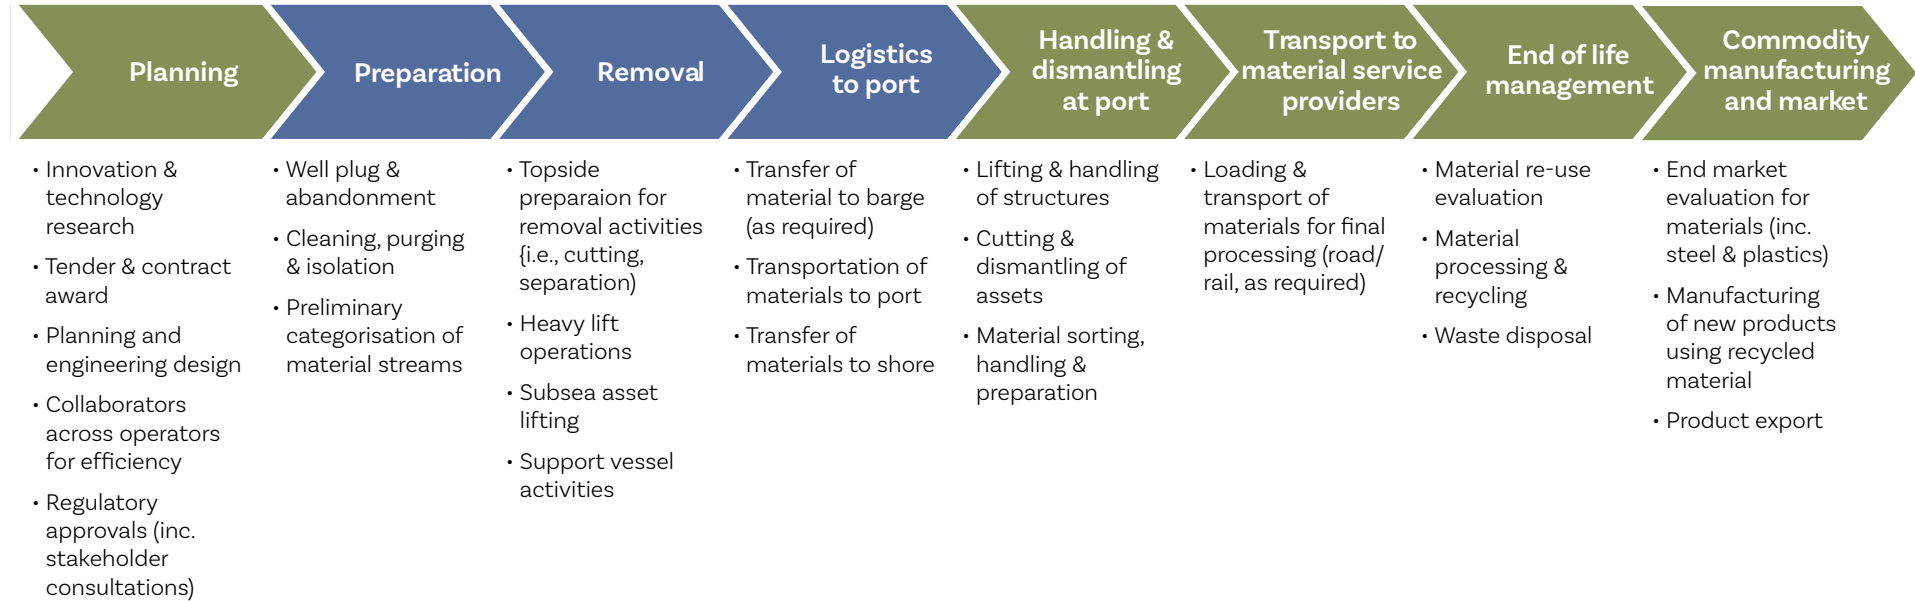 Planning
• Innovation &
technology
research
• Tender & contract
award
• Planning and
engineering design
• Collaborators
across operators
for efficiency
• Regulatory
approvals (inc.
stakeholder
consultations)
Preparation
• Well plug &
abandonment
• Cleaning, purging
& isolation
• Preliminary
categorisation of
material streams
Removal
• Topside
preparaion for
removal activities
{i.e., cutting,
separation)
• Heavy lift
operations
• Subsea asset
lifting
• Support vessel
activities
Logistics
to port
• Transfer of
material to barge
(as required)
• Transportation of
materials to port
• Transfer of
materials to shore
Handling &
dismantling
at port
• Lifting & handling
of structures
• Cutting &
dismantling of
assets
• Material sorting,
handling &
preparation
Transport to
material service
providers
• Loading &
transport of
materials for final
processing (road/
rail, as required)
End of life
management
• Material re-use
evaluation
• Material
processing &
recycling
• Waste disposal
Commodity
manufacturing
and market
• End market
evaluation for
materials (inc.
steel & plastics)
• Manufacturing
of new products
using recycled
material
• Product export